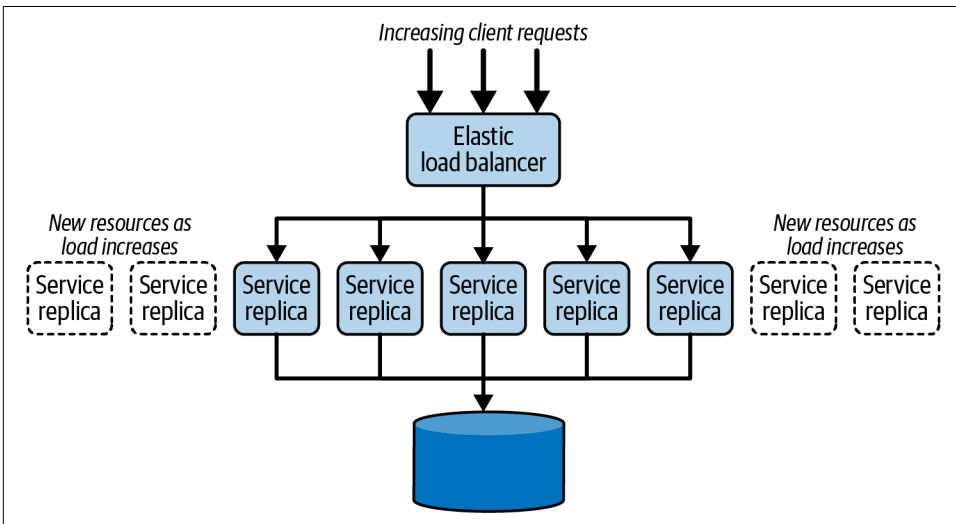 Increasing client requests
Elastic
load balancer
New resources as
load increases
New resources as
load increases
Service
replica
Service
replica
Service
replica
Service
replica
Service
replica
Service
replica
Service
replica
Service
replica
Service
replica